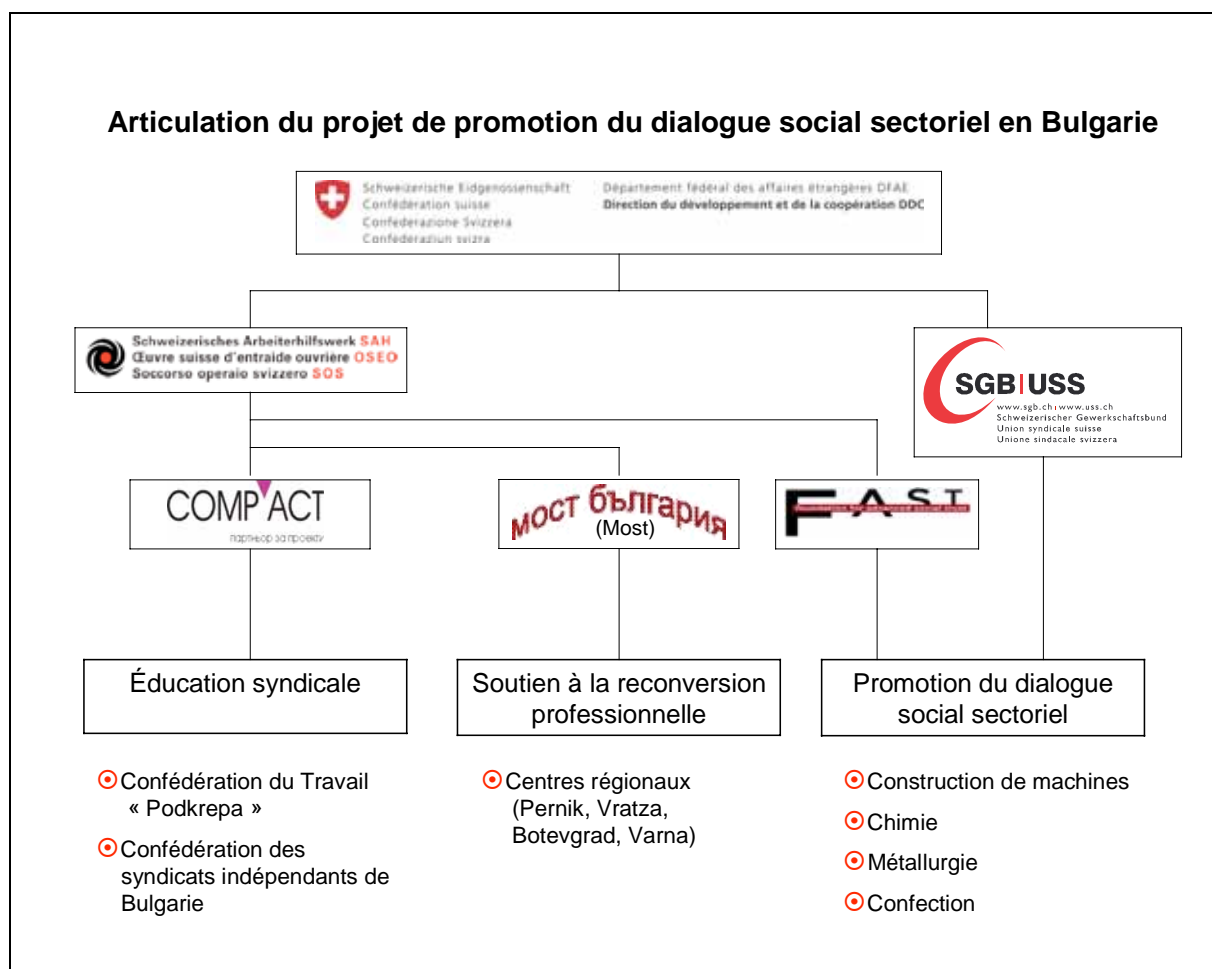 Articulation du projet de promotion du dialogue social sectoriel en Bulgarie
Schweizerische Eidgenossenschaft
Confédération suisse
Confederazione Svizzera
Confederaziun svizra
Département fédéral des affaires étrangères DFAE
Direction du développement et de la coopération DDC
Schweizerisches Arbeiterhilfswerk SAH
Œuvre suisse d'entraide ouvrière OSEO
Soccorso operaio svizzero SOS
SGB|USS
www.sgb.ch | www.uss.ch
Schweizerischer Gewerkschaftsbund
Union syndicale suisse
Unione sindacale svizzera
COMP'ACT
партньор за проекти
мост българия
(Most)
FAST
Éducation syndicale
Soutien à la reconversion
professionnelle
Promotion du dialogue
social sectoriel
Confédération du Travail
« Podkrepa »
Confédération des
syndicats indépendants de
Bulgarie
Centres régionaux
(Pernik, Vratza,
Botevgrad, Varna)
Construction de machines
Chimie
Métallurgie
Confection